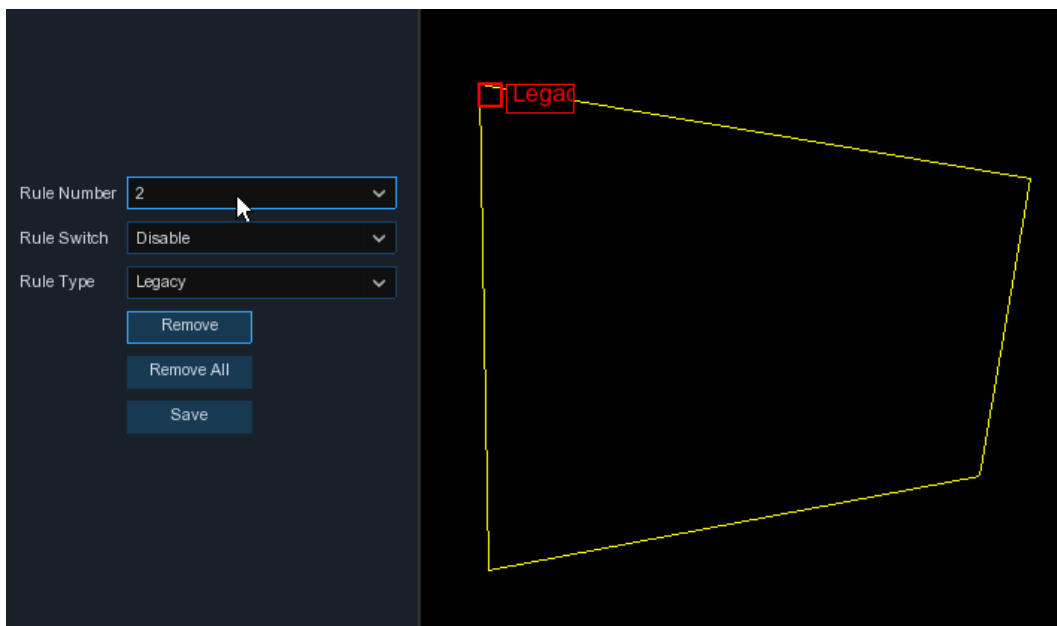 Legac
Rule Number 2
Rule Switch Disable
Rule Type Legacy
Remove
Remove All
Save